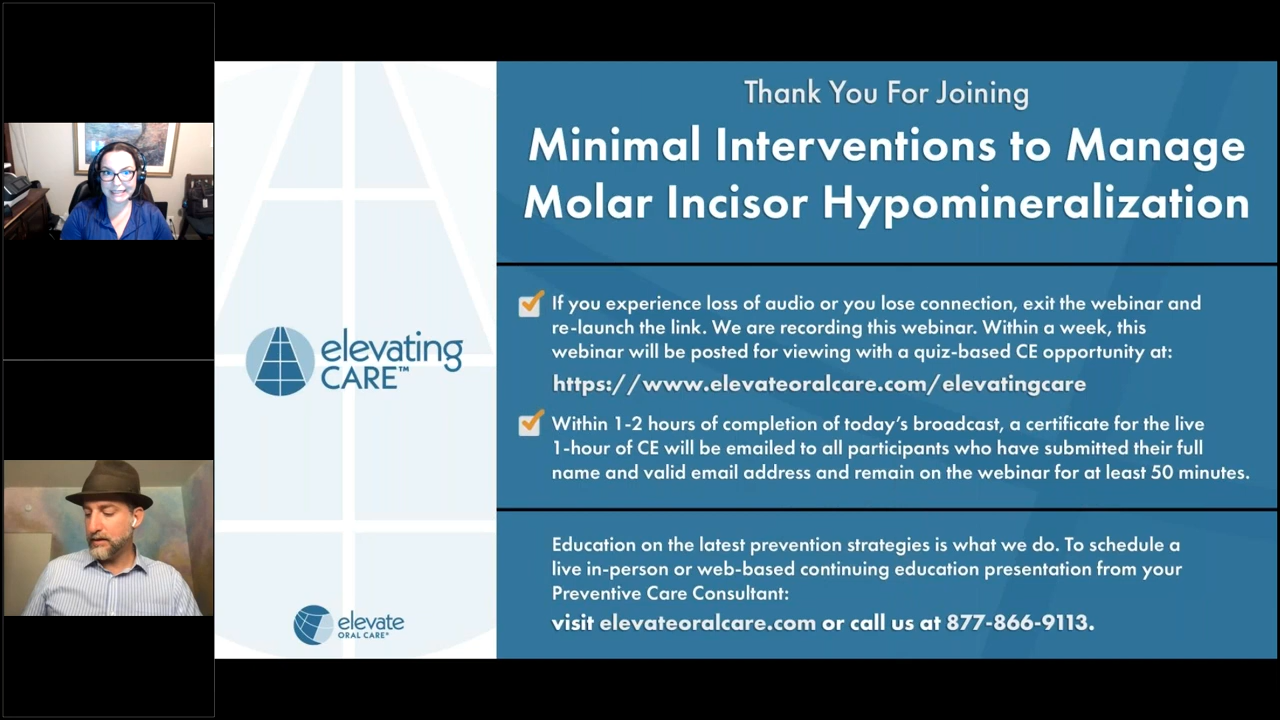 Thank You For Joining
Minimal Interventions to Manage
Molar Incisor Hypomineralization
If you experience loss of audio or you lose connection, exit the webinar and
re-launch the link. We are recording this webinar. Within a week, this
webinar will be posted for viewing with a quiz-based CE opportunity at:
https://www.elevateoralcare.com/elevatingcare
Within 1-2 hours of completion of today's broadcast, a certificate for the live
1-hour of CE will be emailed to all participants who have submitted their full
name and valid email address and remain on the webinar for at least 50 minutes.
Education on the latest prevention strategies is what we do. To schedule a
live in-person or web-based continuing education presentation from your
Preventive Care Consultant:
visit elevateoralcare.com or call us at 877-866-9113.
elevating
CARE™
elevate
ORAL CARE®